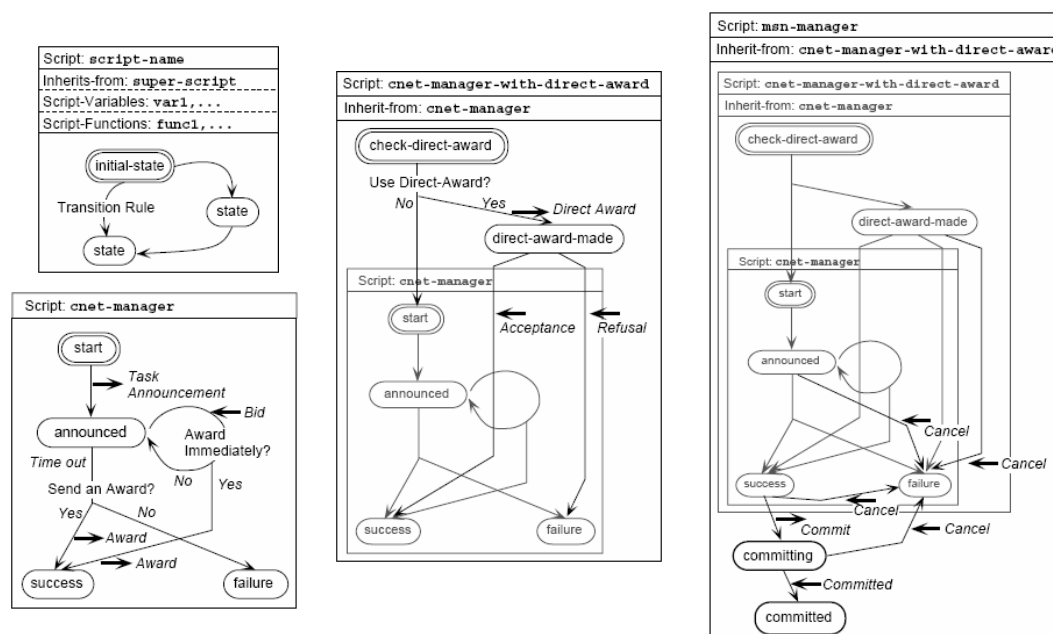 Script: script-name
Inherits-from: super-script
Script-Variables: var1,...
Script-Functions: func1,...
initial-state
Transition Rule
state
state
Script: cnet-manager
start
Task
Announcement
Bid
announced
Award
Immediately?
Time out
No
Yes
Send an Award?
Yes
No
Award
Award
success
failure
Script: cnet-manager-with-direct-award
Inherit-from: cnet-manager
check-direct-award
Use Direct-Award?
No
Yes
Direct Award
direct-award-made
Script: cnet-manager
start
Acceptance
Refusal
announced
success
failure
Script: msn-manager
Inherit-from: cnet-manager-with-direct-award
Script: cnet-manager-with-direct-award
Inherit-from: cnet-manager
check-direct-award
direct-award-made
Script: cnet-manager
start
announced
Cancel
Cancel
success
failure
Cancel
Commit
Cancel
committing
Committed
committed